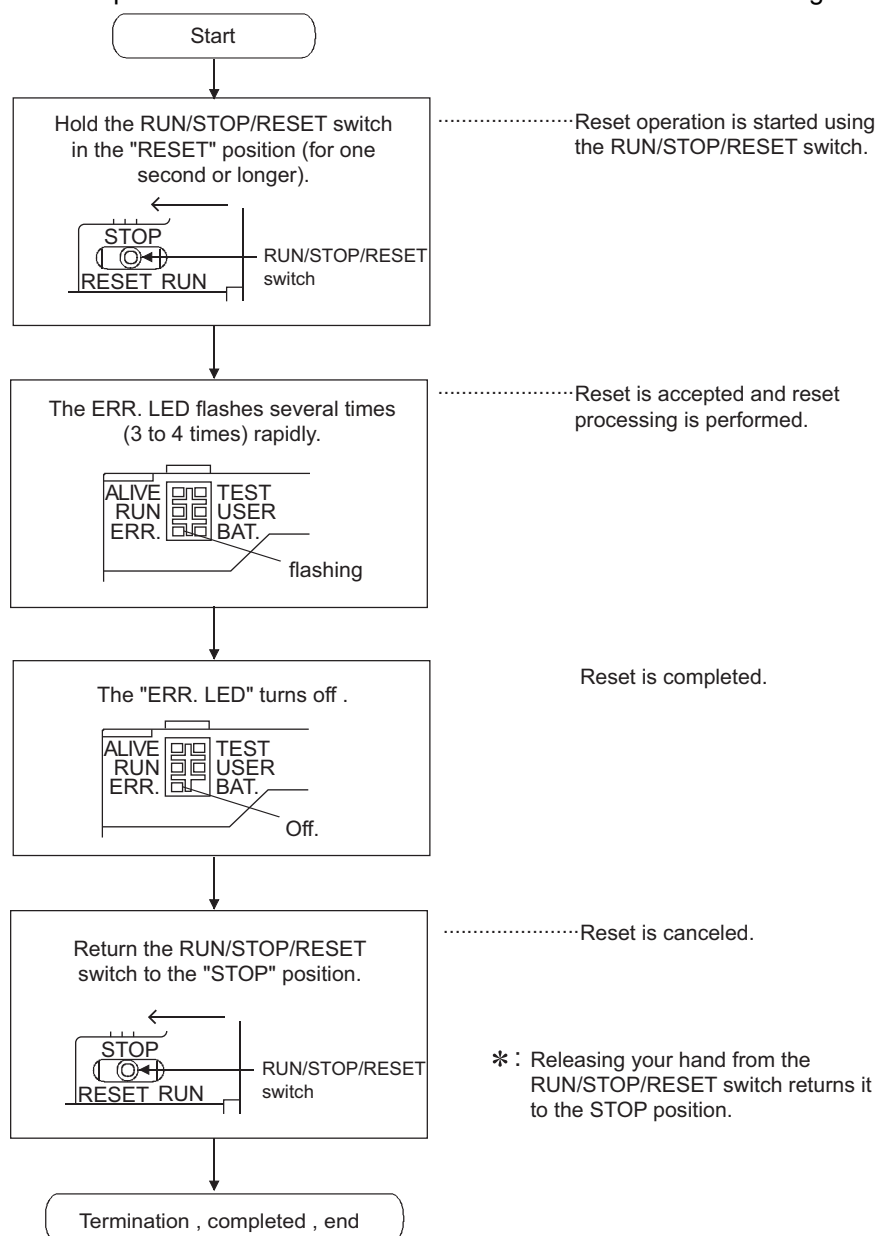 Start
Hold the RUN/STOP/RESET switch
in the "RESET" position (for one
second or longer).
STOP
RESET RUN
RUN/STOP/RESET
switch
Reset operation is started using
the RUN/STOP/RESET switch.
The ERR. LED flashes several times
(3 to 4 times) rapidly.
ALIVE TEST
RUN USER
ERR. BAT.
flashing
Reset is accepted and reset
processing is performed.
The "ERR. LED" turns off .
ALIVE TEST
RUN USER
ERR. BAT.
Off.
Reset is completed.
Return the RUN/STOP/RESET
switch to the "STOP" position.
STOP
RESET RUN
RUN/STOP/RESET
switch
Reset is canceled.
*: Releasing your hand from the
RUN/STOP/RESET switch returns it
to the STOP position.
Termination , completed , end